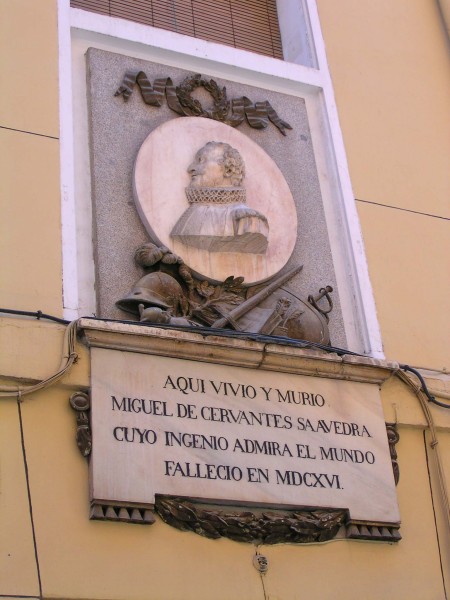 AQUI VIVIO Y MURIO
MIGUEL DE CERVANTES SAAVEDRA
CUYO INGENIO ADMIRA EL MUNDO
FALLECIO EN MDCXVI.